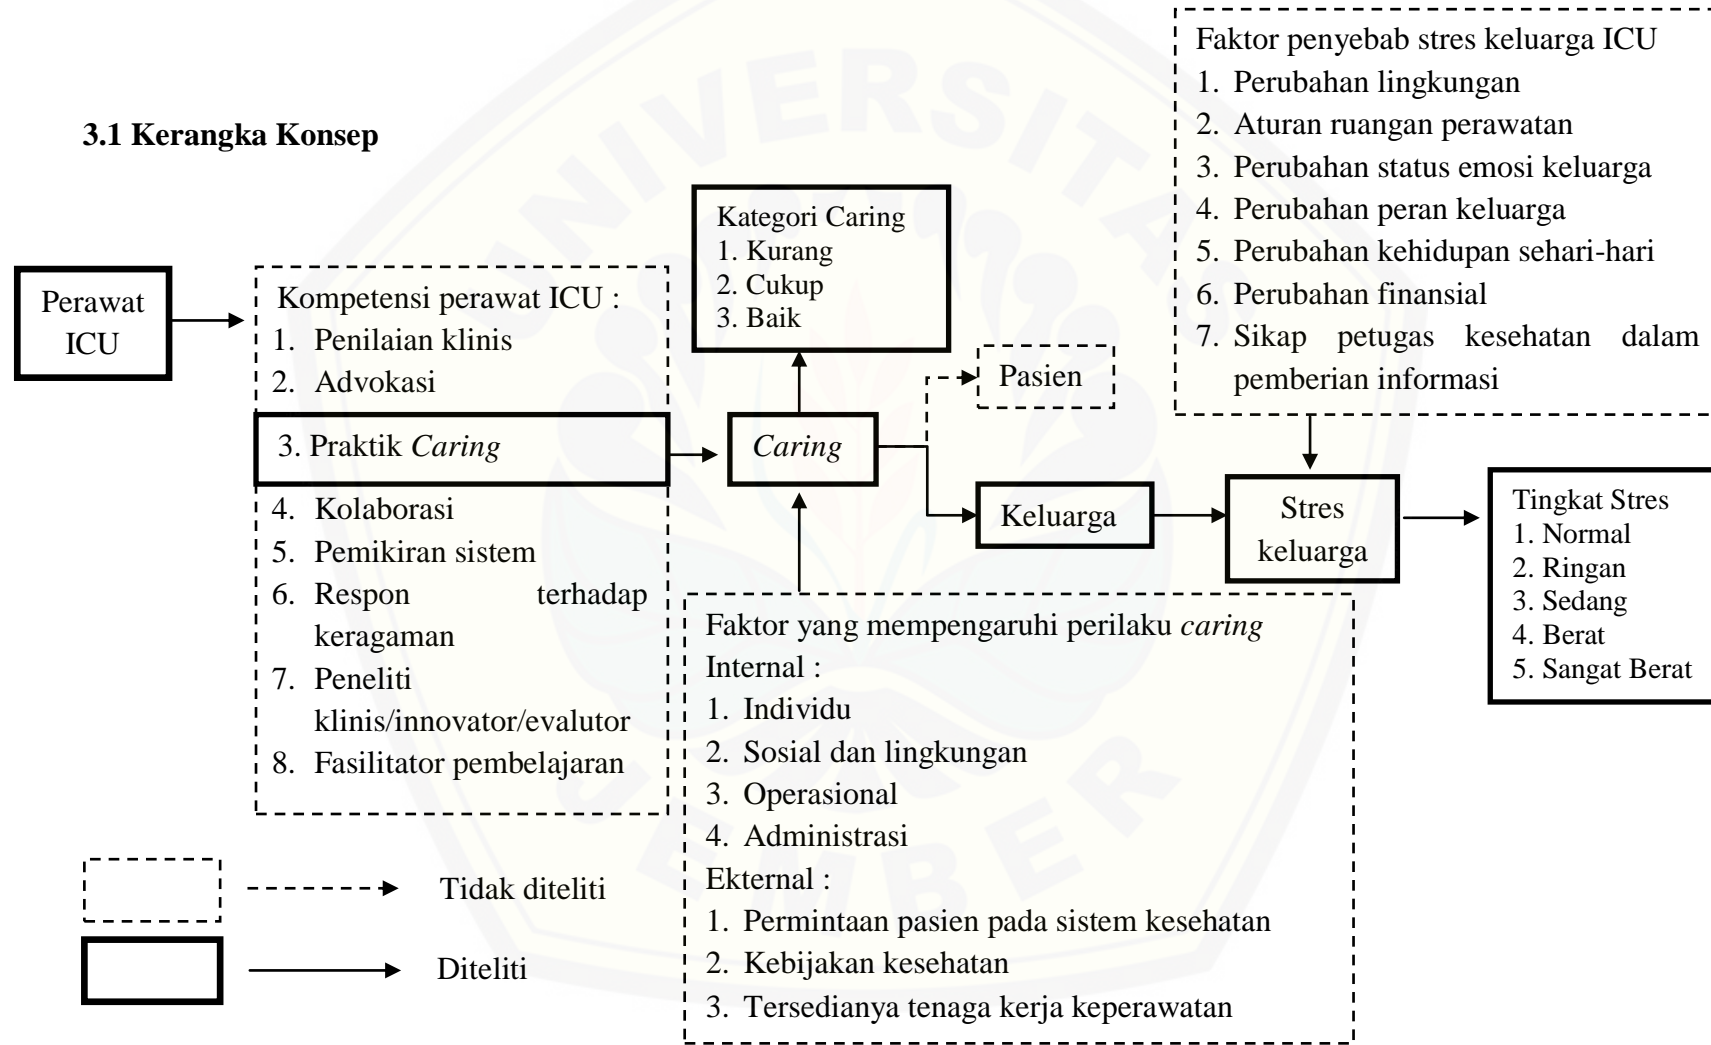 3.1 Kerangka Konsep
Perawat
ICU
Kompetensi perawat ICU :
1. Penilaian klinis
2. Advokasi
3. Praktik Caring
4. Kolaborasi
5. Pemikiran sistem
6. Respon terhadap
keragaman
7. Peneliti
klinis/innovator/evalutor
8. Fasilitator pembelajaran
Kategori Caring
1. Kurang
2. Cukup
3. Baik
Caring
Pasien
Keluarga
Faktor yang mempengaruhi perilaku caring
Internal :
1. Individu
2. Sosial dan lingkungan
3. Operasional
4. Administrasi
Ekternal :
1. Permintaan pasien pada sistem kesehatan
2. Kebijakan kesehatan
3. Tersedianya tenaga kerja keperawatan
Faktor penyebab stres keluarga ICU
1. Perubahan lingkungan
2. Aturan ruangan perawatan
3. Perubahan status emosi keluarga
4. Perubahan peran keluarga
5. Perubahan kehidupan sehari-hari
6. Perubahan finansial
7. Sikap petugas kesehatan dalam
pemberian informasi
Stres
keluarga
Tingkat Stres
1. Normal
2. Ringan
3. Sedang
4. Berat
5. Sangat Berat
Tidak diteliti
Diteliti
UNIVERSITAS
JEMBER